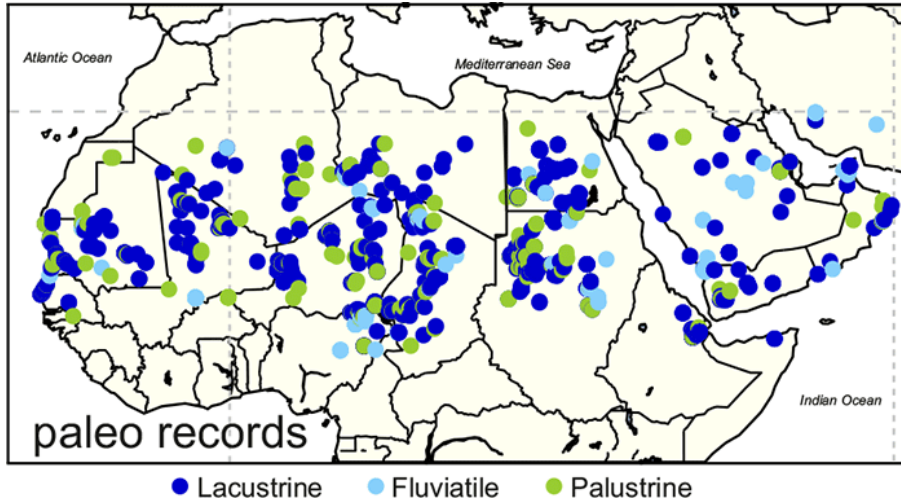 Atlantic Ocean
Mediterranean Sea
Indian Ocean
paleo records
Lacustrine Fluviatile Palustrine